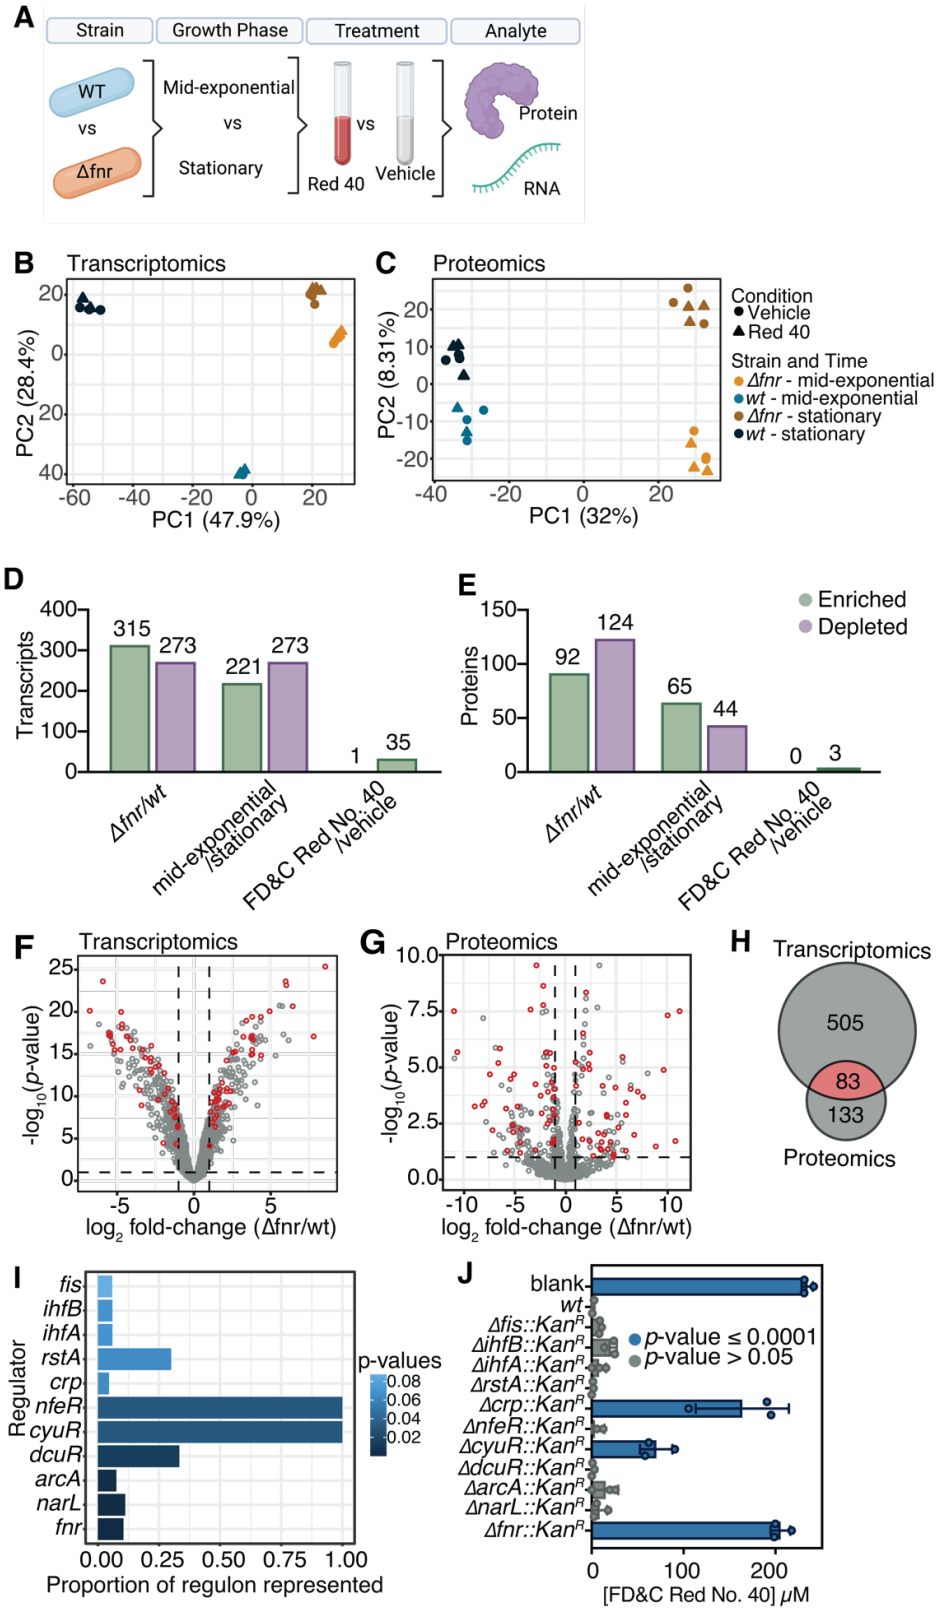 A
Strain
Growth Phase
Treatment
Analyte
WT
vs
Δfnr
Mid-exponential
vs
Stationary
vs
Red 40
Vehicle
Protein
RNA
B
Transcriptomics
20
0
20
40
PC2 (28.4%)
-60
-40
-20
0
20
PC1 (47.9%)
C
Proteomics
20
10
0
-10
-20
PC2 (8.31%)
-40
-20
0
20
PC1 (32%)
Condition
Vehicle
Red 40
Strain and Time
Δfnr - mid-exponential
wt - mid-exponential
Δfnr - stationary
wt - stationary
D
400
300
200
100
0
Transcripts
315
273
221
273
1
35
Δfnr/wt
mid-exponential
/stationary
FD&C Red No. 40
/vehicle
E
150
100
50
0
Proteins
92
124
65
44
0
3
Δfnr/wt
mid-exponential
/stationary
FD&C Red No. 40
/vehicle
Enriched
Depleted
F
Transcriptomics
25
20
15
10
5
0
-log10(p-value)
-5
0
5
log2 fold-change (Δfnr/wt)
G
Proteomics
10.0
7.5
5.0
2.5
0.0
-log10(p-value)
-10
-5
0
5
10
log2 fold-change (Δfnr/wt)
H
Transcriptomics
505
83
133
Proteomics
I
Regulator
fis
ihfB
ihfA
rstA
crp
nfeR
cyuR
dcuR
arcA
narL
fnr
0.00
0.25
0.50
0.75
1.00
Proportion of regulon represented
p-values
0.08
0.06
0.04
0.02
J
blank
wt
Δfis::KanR
ΔihfB::KanR
ΔihfA::KanR
ΔrstA::KanR
Δcrp::KanR
ΔnfeR::KanR
ΔcyuR::KanR
ΔdcuR::KanR
ΔarcA::KanR
ΔnarL::KanR
Δfnr::KanR
p-value ≤ 0.0001
p-value > 0.05
0
100
200
[FD&C Red No. 40] μM